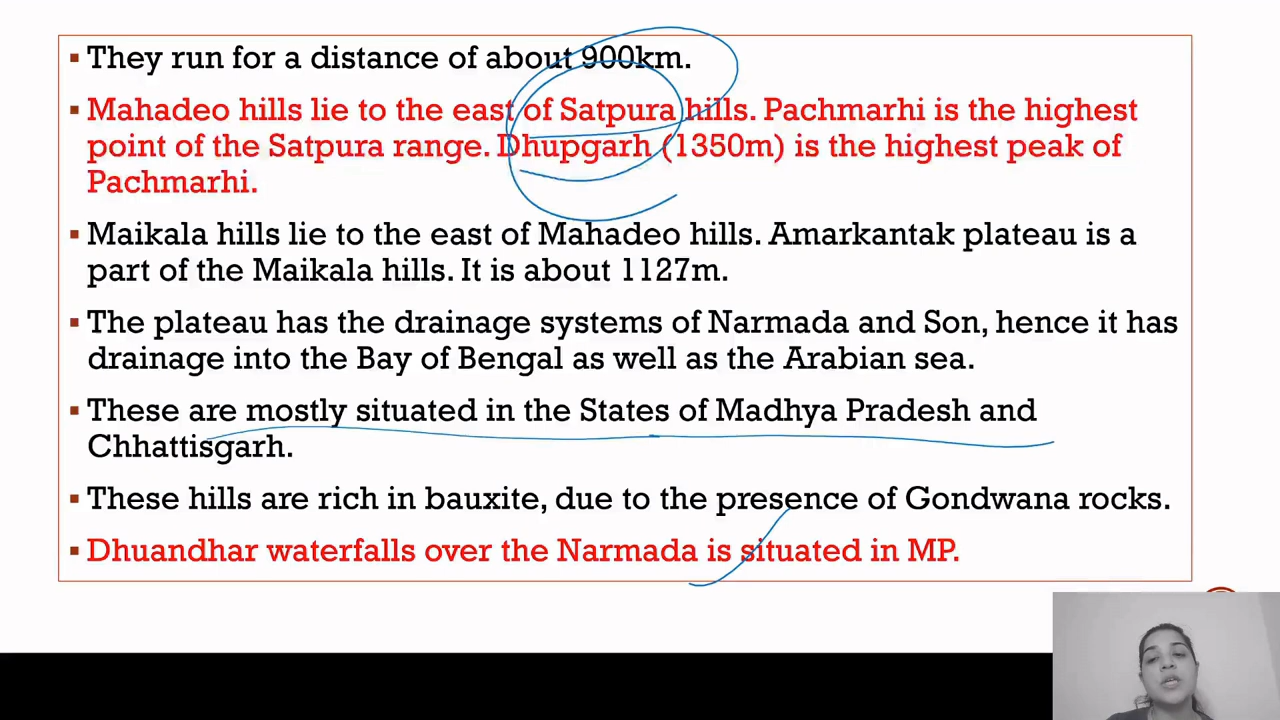 ▪ They run for a distance of about 900km.
▪ Mahadeo hills lie to the east of Satpura hills. Pachmarhi is the highest
point of the Satpura range. Dhupgarh (1350m) is the highest peak of
Pachmarhi.
▪ Maikala hills lie to the east of Mahadeo hills. Amarkantak plateau is a
part of the Maikala hills. It is about 1127m.
▪ The plateau has the drainage systems of Narmada and Son, hence it has
drainage into the Bay of Bengal as well as the Arabian sea.
▪ These are mostly situated in the States of Madhya Pradesh and
Chhattisgarh.
▪ These hills are rich in bauxite, due to the presence of Gondwana rocks.
▪ Dhuandhar waterfalls over the Narmada is situated in MP.